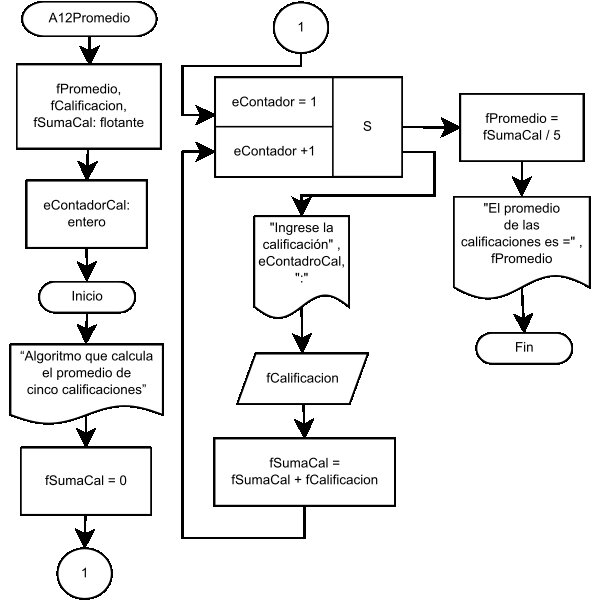 A12Promedio
fPromedio,
fCalificacion,
fSumaCal: flotante
eContadorCal:
entero
Inicio
“Algoritmo que calcula
el promedio de
cinco calificaciones”
fSumaCal = 0
1
1
eContador = 1
eContador +1
S
"Ingrese la
calificación" ,
eContadroCal,
":"
fCalificacion
fSumaCal =
fSumaCal + fCalificacion
fPromedio =
fSumaCal / 5
"El promedio
de las
calificaciones es =" ,
fPromedio
Fin